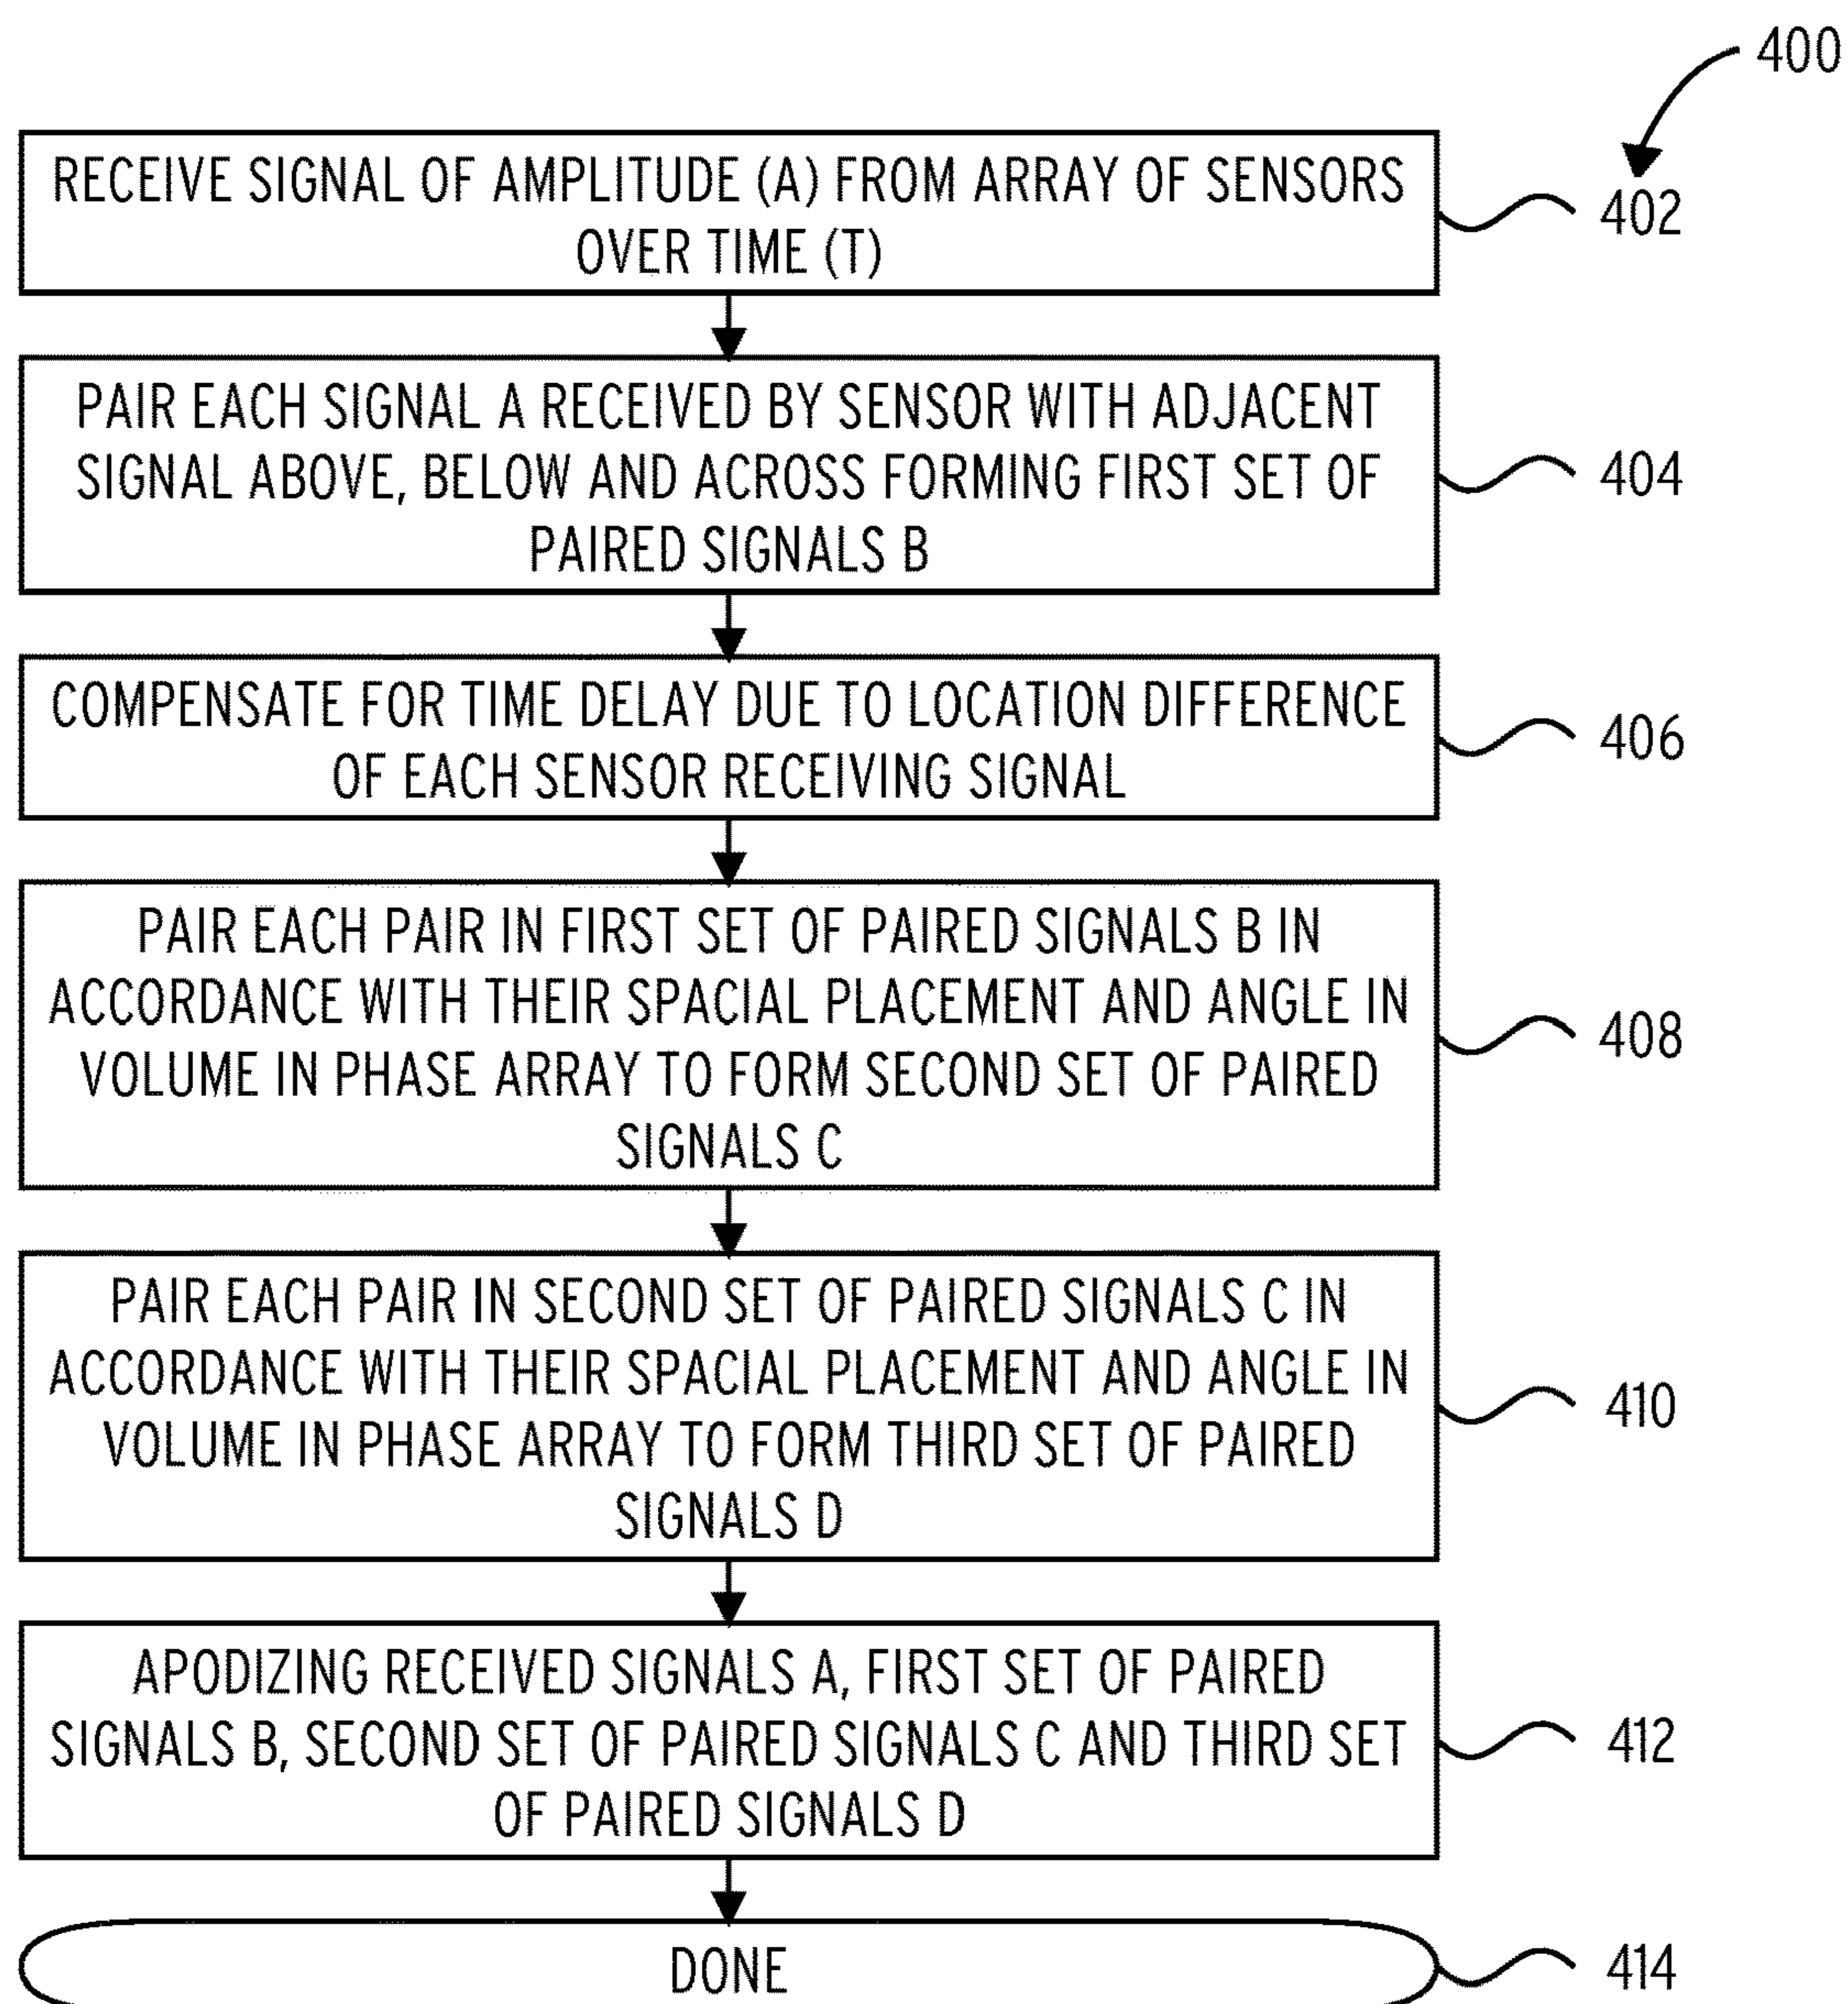 400
RECEIVE SIGNAL OF AMPLITUDE (A) FROM ARRAY OF SENSORS
OVER TIME (T)
402
PAIR EACH SIGNAL A RECEIVED BY SENSOR WITH ADJACENT
SIGNAL ABOVE, BELOW AND ACROSS FORMING FIRST SET OF
PAIRED SIGNALS B
404
COMPENSATE FOR TIME DELAY DUE TO LOCATION DIFFERENCE
OF EACH SENSOR RECEIVING SIGNAL
406
PAIR EACH PAIR IN FIRST SET OF PAIRED SIGNALS B IN
ACCORDANCE WITH THEIR SPACIAL PLACEMENT AND ANGLE IN
VOLUME IN PHASE ARRAY TO FORM SECOND SET OF PAIRED
SIGNALS C
408
PAIR EACH PAIR IN SECOND SET OF PAIRED SIGNALS C IN
ACCORDANCE WITH THEIR SPACIAL PLACEMENT AND ANGLE IN
VOLUME IN PHASE ARRAY TO FORM THIRD SET OF PAIRED
SIGNALS D
410
APODIZING RECEIVED SIGNALS A, FIRST SET OF PAIRED
SIGNALS B, SECOND SET OF PAIRED SIGNALS C AND THIRD SET
OF PAIRED SIGNALS D
412
DONE
414